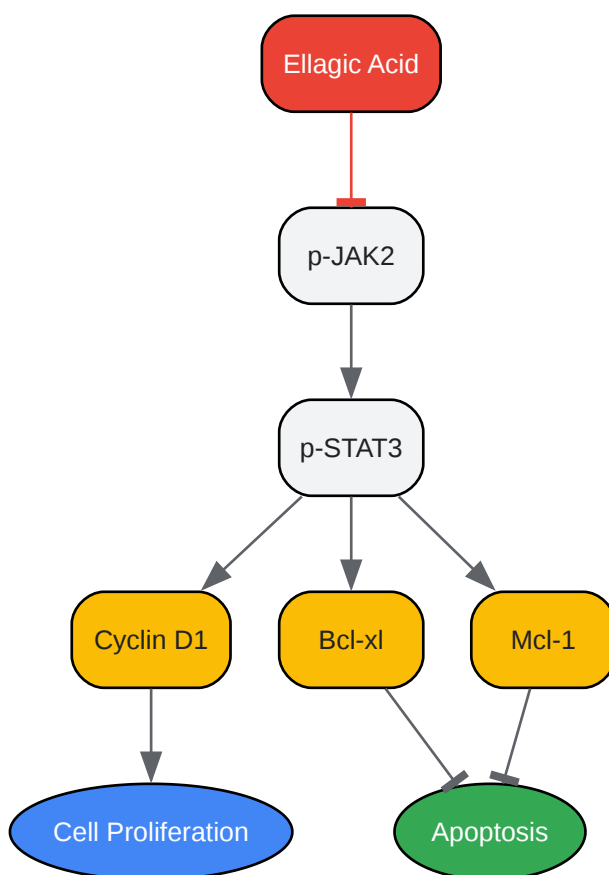 Ellagic Acid
p-JAK2
p-STAT3
Cyclin D1
Bcl-xl
Mcl-1
Cell Proliferation
Apoptosis